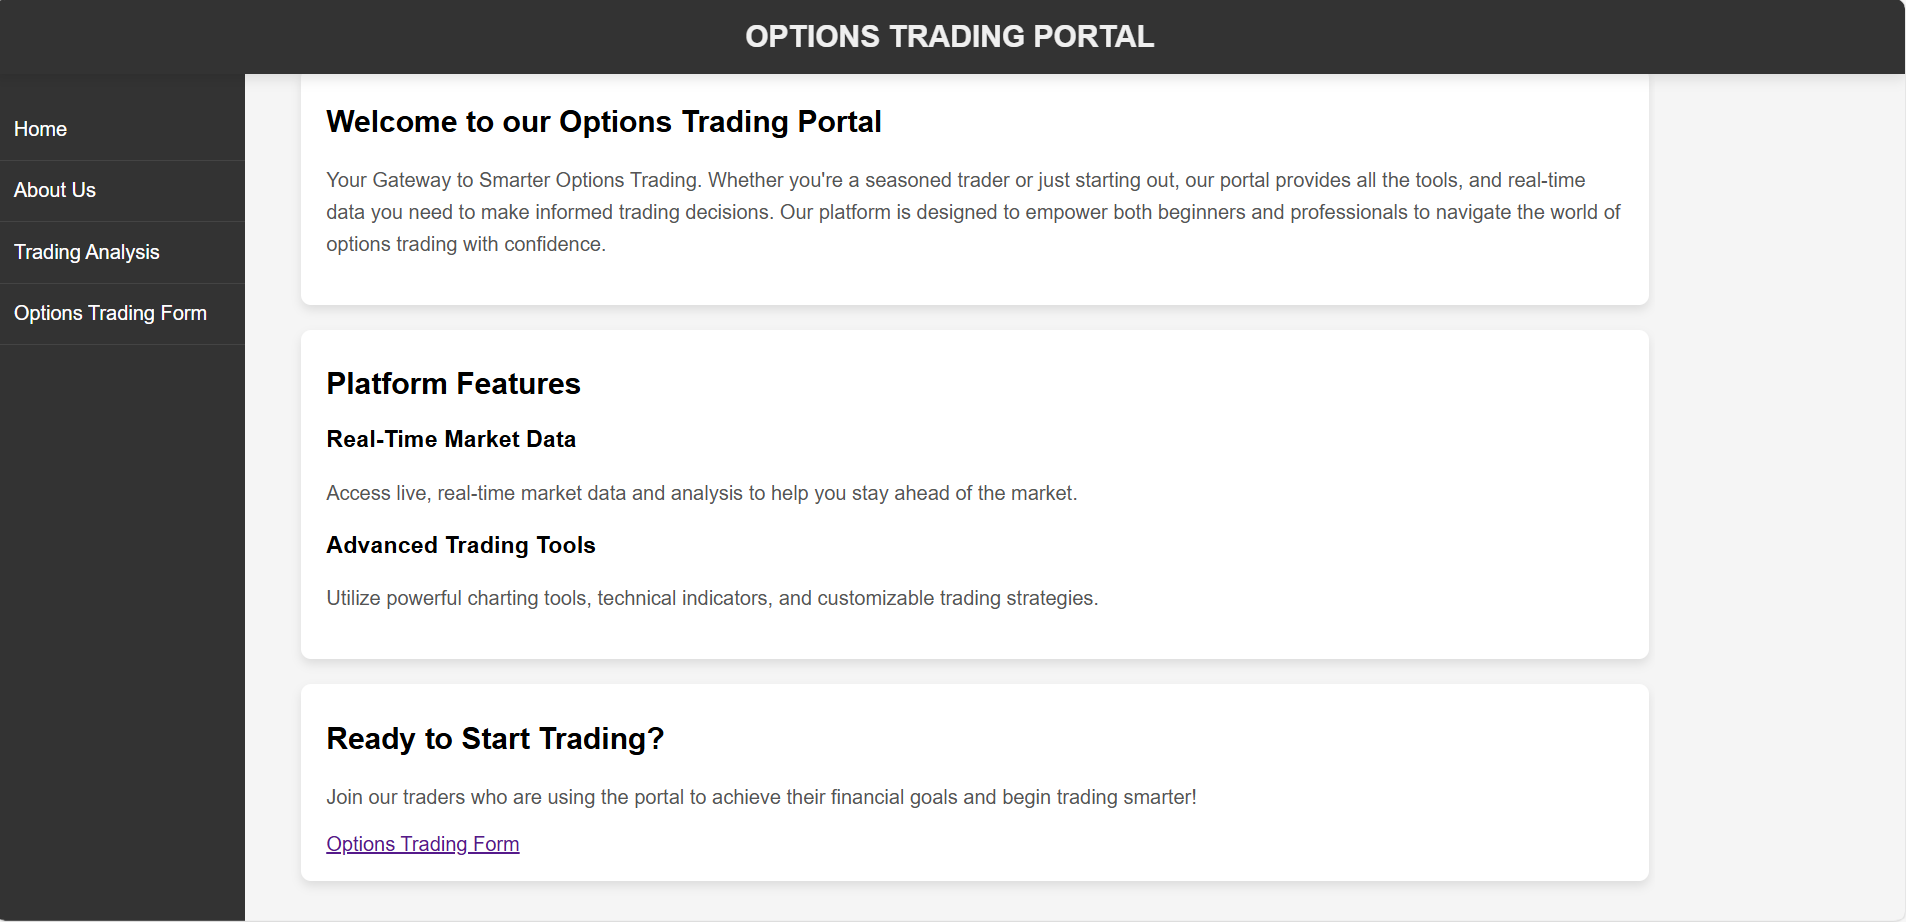 OPTIONS TRADING PORTAL
Home
About Us
Trading Analysis
Options Trading Form
Welcome to our Options Trading Portal
Your Gateway to Smarter Options Trading. Whether you're a seasoned trader or just starting out, our portal provides all the tools, and real-time
data you need to make informed trading decisions. Our platform is designed to empower both beginners and professionals to navigate the world of
options trading with confidence.
Platform Features
Real-Time Market Data
Access live, real-time market data and analysis to help you stay ahead of the market.
Advanced Trading Tools
Utilize powerful charting tools, technical indicators, and customizable trading strategies.
Ready to Start Trading?
Join our traders who are using the portal to achieve their financial goals and begin trading smarter!
Options Trading Form